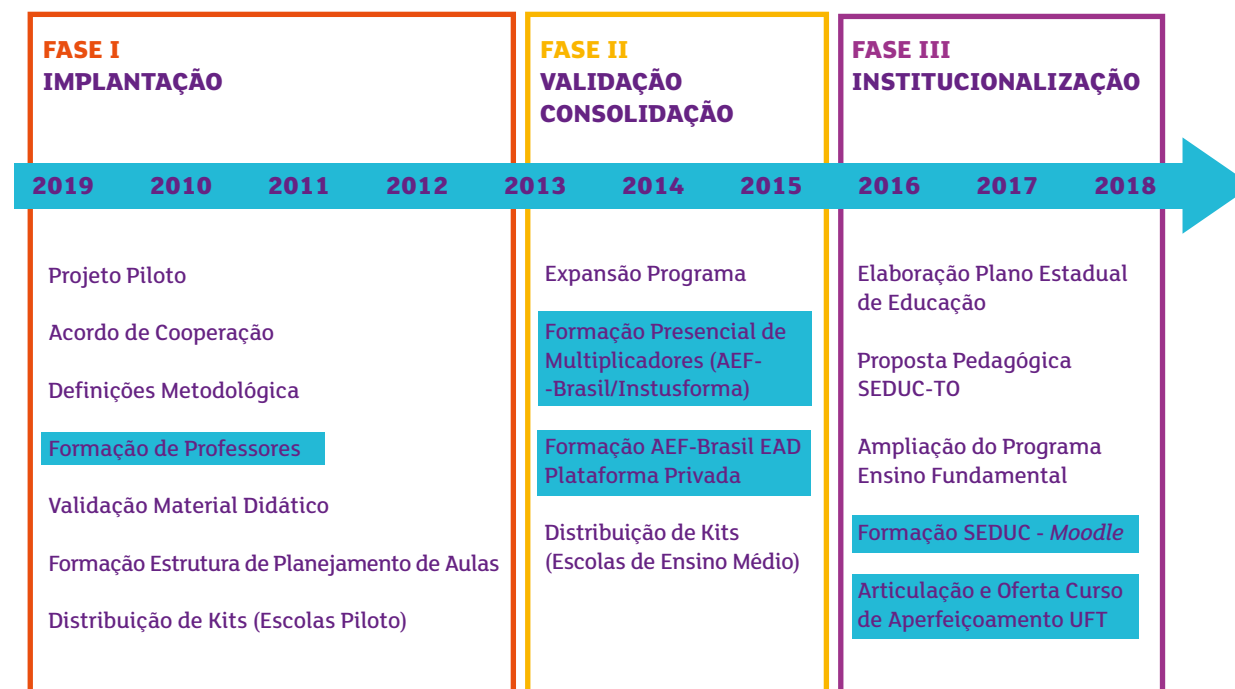 FASE I
IMPLANTAÇÃO
FASE II
VALIDAÇÃO
CONSOLIDAÇÃO
FASE III
INSTITUCIONALIZAÇÃO
2019 2010 2011 2012 2013 2014 2015 2016 2017 2018
Projeto Piloto
Acordo de Cooperação
Definições Metodológica
Formação de Professores
Validação Material Didático
Formação Estrutura de Planejamento de Aulas
Distribuição de Kits (Escolas Piloto)
Expansão Programa
Formação Presencial de
Multiplicadores (AEF-
-Brasil/Instusforma)
Formação AEF-Brasil EAD
Plataforma Privada
Distribuição de Kits
(Escolas de Ensino Médio)
Elaboração Plano Estadual
de Educação
Proposta Pedagógica
SEDUC-TO
Ampliação do Programa
Ensino Fundamental
Formação SEDUC - Moodle
Articulação e Oferta Curso
de Aperfeiçoamento UFT